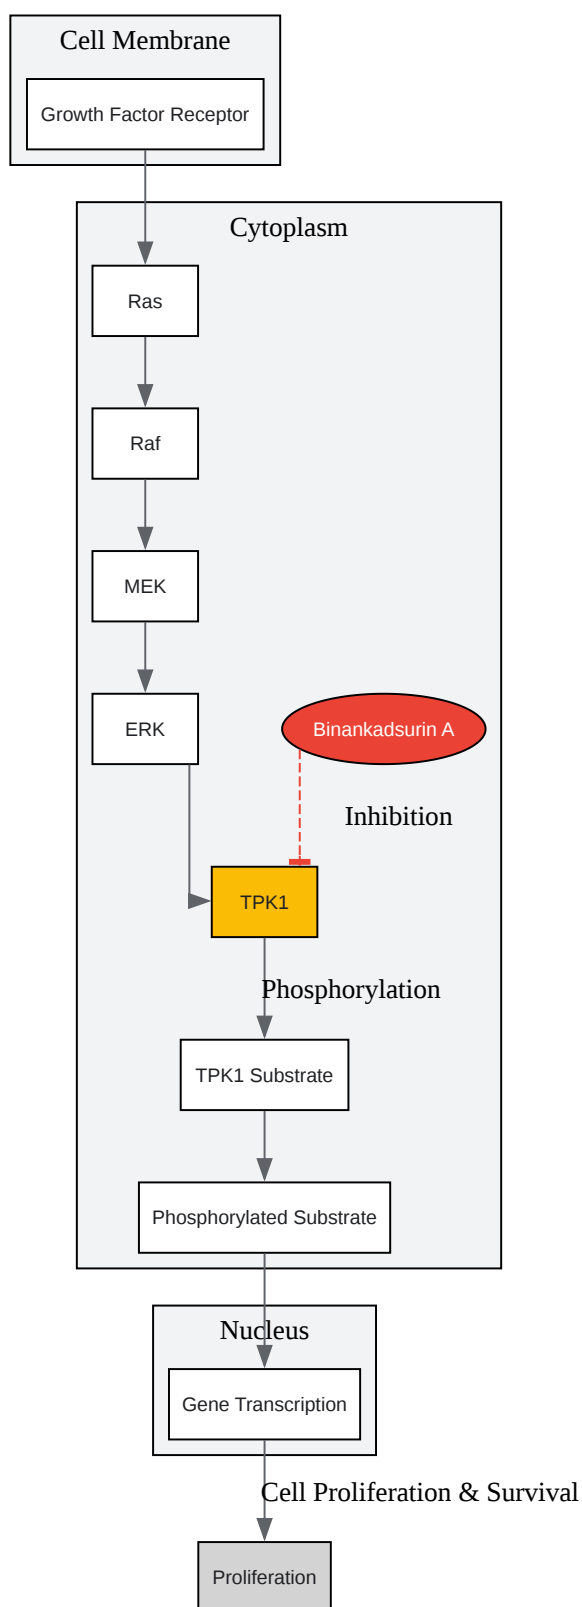 Cell Membrane
Growth Factor Receptor
Cytoplasm
Ras
Raf
MEK
ERK
Binankadsurin A
Inhibition
TPK1
Phosphorylation
TPK1 Substrate
Phosphorylated Substrate
Nucleus
Gene Transcription
Cell Proliferation & Survival
Proliferation